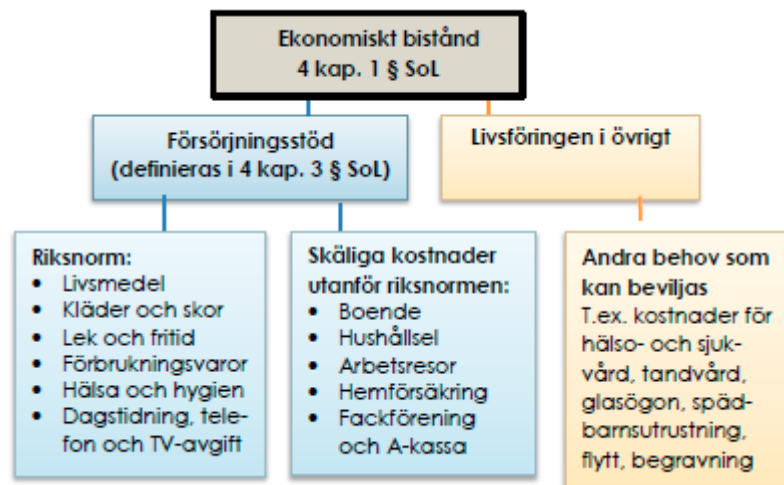 Ekonomiskt bistånd
4 kap. 1 § SoL
Försörjningsstöd
(definieras i 4 kap. 3 § SoL)
Livsföringen i övrigt
Riksnorm:
• Livsmedel
• Kläder och skor
• Lek och fritid
• Förbrukningsvaror
• Hälsa och hygien
• Dagstidning, tele-
fon och TV-avgift
Skäliga kostnader
utanför riksnormen:
• Boende
• Hushållsel
• Arbetsresor
• Hemförsäkring
• Fackförening
och A-kassa
Andra behov som
kan beviljas
T.ex. kostnader för
hälso- och sjuk-
vård, tandvård,
glasögon, späd-
barnsutrustning,
flytt, begravning